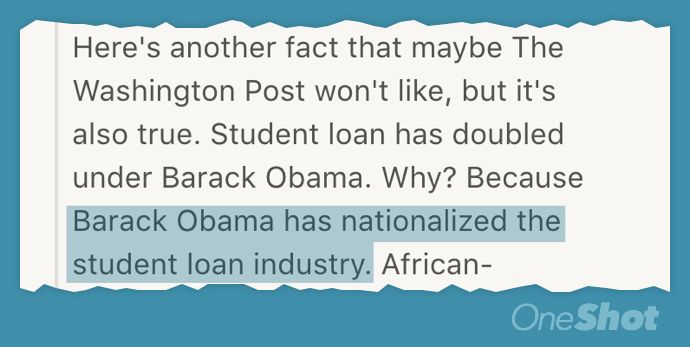 Here's another fact that maybe The
Washington Post won't like, but it's
also true. Student loan has doubled
under Barack Obama. Why? Because
Barack Obama has nationalized the
student loan industry. African-
OneShot